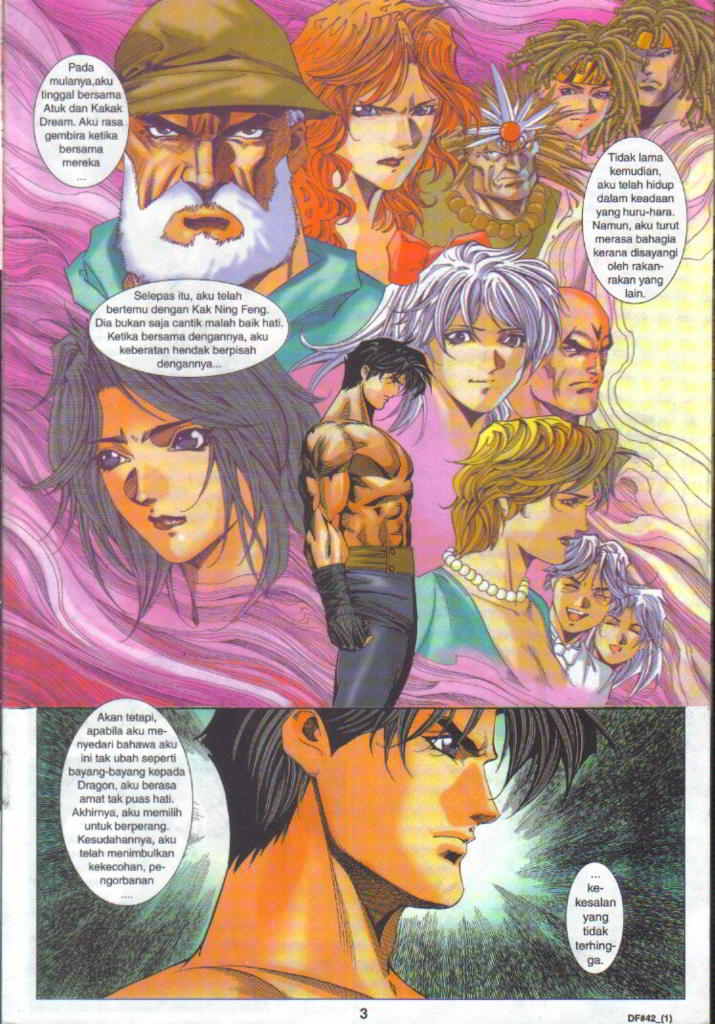 Pada
mulanya,aku
tinggal bersama
Atuk dan Kakak
Dream. Aku rasa
gembira ketika
bersama
mereka
...
Tidak lama
kemudian,
aku telah hidup
dalam keadaan
yang huru-hara.
Namun, aku turut
merasa bahagia
kerana disayangi
oleh rakan-
rakan yang
lain.
Selepas itu, aku telah
bertemu dengan Kak Ning Feng.
Dia bukan saja cantik malah baik hati.
Ketika bersama dengannya, aku
keberatan hendak berpisah
dengannya...
Akan tetapi,
apabila aku me-
nyedari bahawa aku
ini tak ubah seperti
bayang-bayang kepada
Dragon, aku berasa
amat tak puas hati.
Akhirnya, aku memilih
untuk berperang.
Kesudahannya, aku
telah menimbulkan
kekecohan, pe-
ngorbanan
....
...
ke-
kesalan
yang
tidak
terhing-
ga.
3
DF#42_(1)